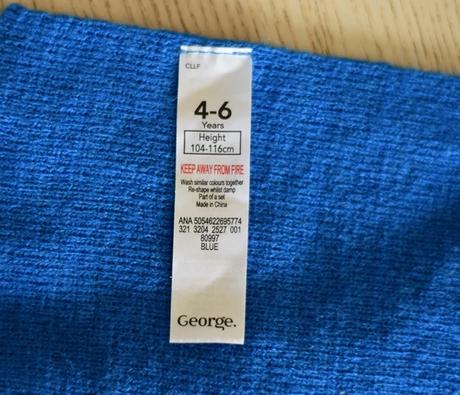 CLLF
4-6
Years
Height
104-116cm
KEEP AWAY FROM FIRE
Wash similar colours together
Re-shape whilst damp
Part of a set
Made in China
ANA 5054622695774
321 3204 2527 001
80997
BLUE
George.